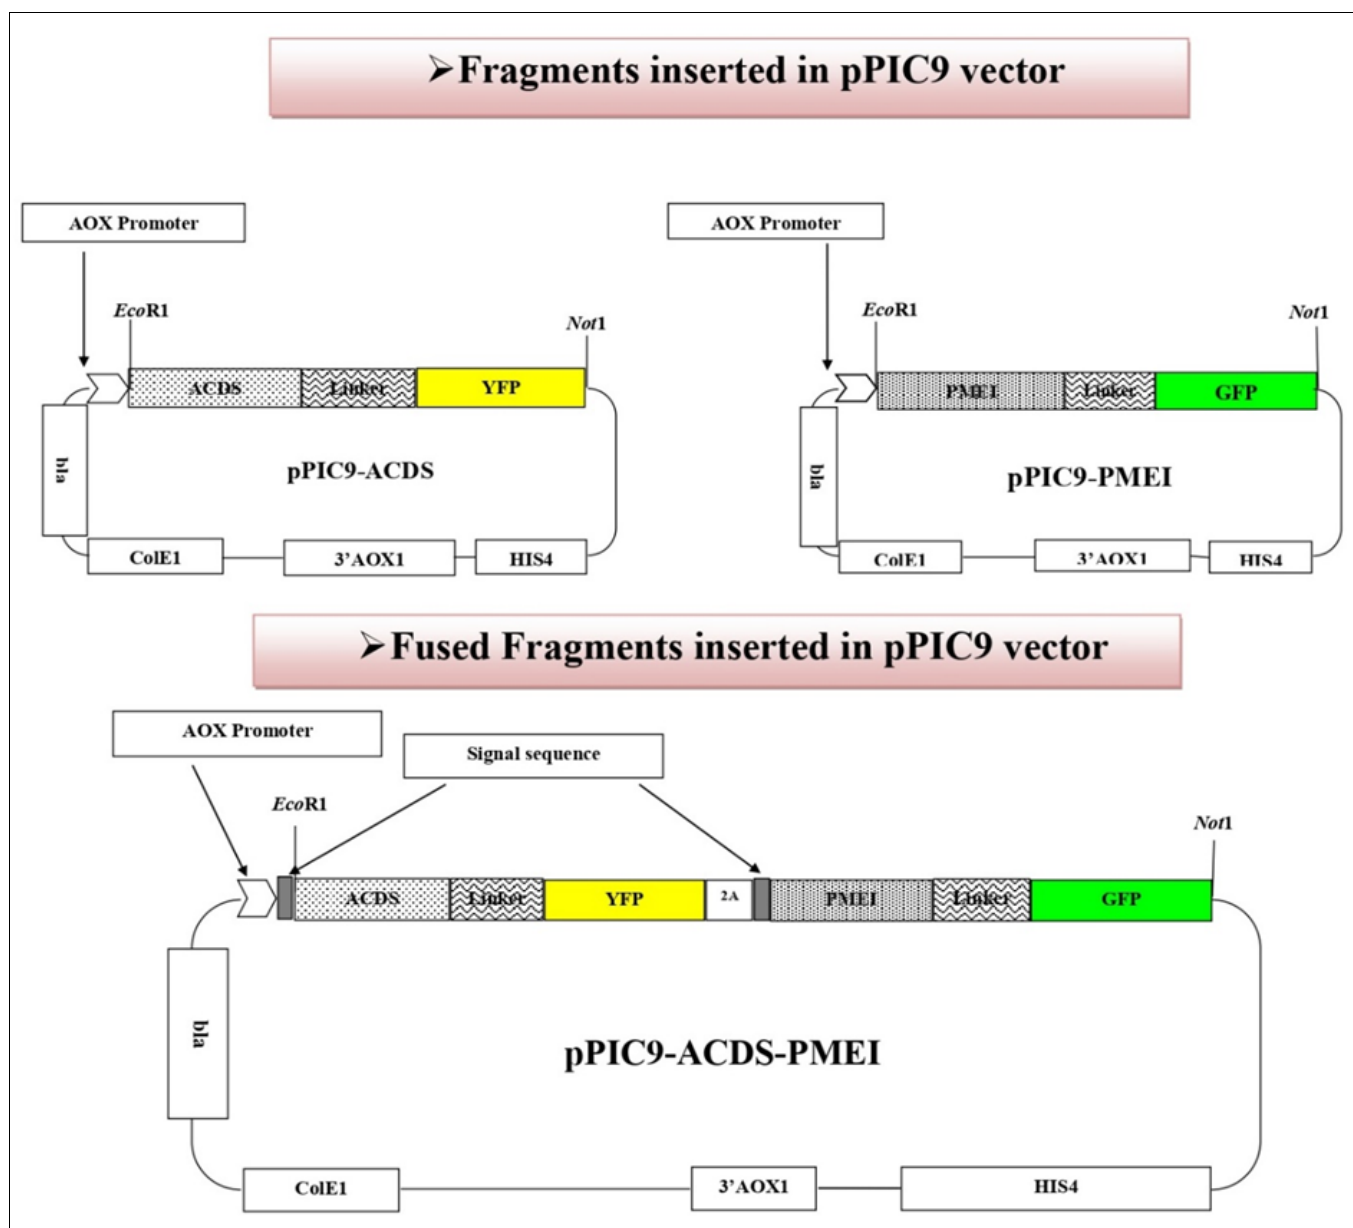 ➢Fragments inserted in pPIC9 vector
AOX Promoter
AOX Promoter
EcoR1
Not1
EcoR1
Not1
ACDS
Linker
YFP
PMEI
Linker
GFP
bla
pPIC9-ACDS
bla
pPIC9-PMEI
ColE1
3'AOX1
HIS4
ColE1
3'AOX1
HIS4
➢Fused Fragments inserted in pPIC9 vector
AOX Promoter
Signal sequence
EcoR1
Not1
ACDS
Linker
YFP
2A
PMEI
Linker
GFP
bla
pPIC9-ACDS-PMEI
ColE1
3'AOX1
HIS4